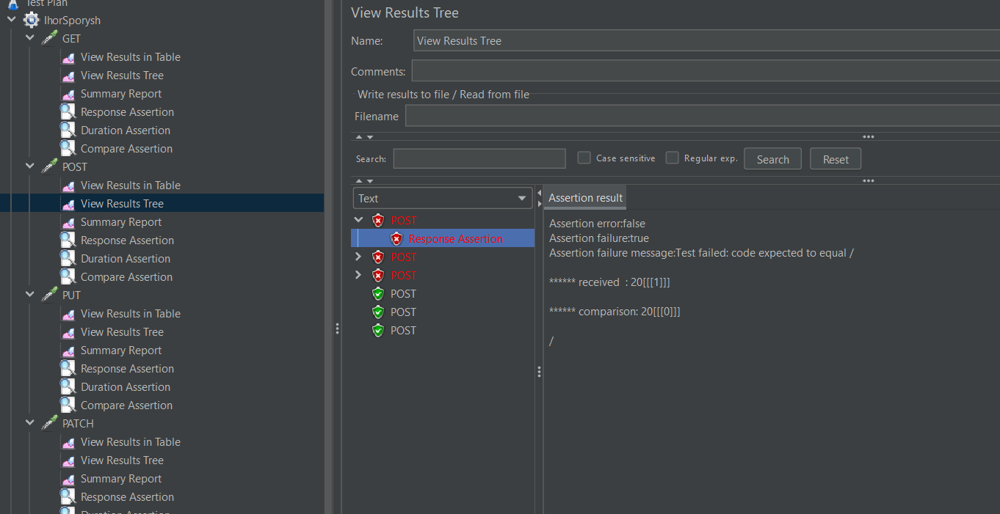 Test Plan
IhorSporysh
GET
View Results in Table
View Results Tree
Summary Report
Response Assertion
Duration Assertion
Compare Assertion
POST
View Results in Table
View Results Tree
Summary Report
Response Assertion
Duration Assertion
Compare Assertion
PUT
View Results in Table
View Results Tree
Summary Report
Response Assertion
Duration Assertion
Compare Assertion
PATCH
View Results in Table
View Results Tree
Summary Report
Response Assertion
Duration Assertion
View Results Tree
Name: View Results Tree
Comments:
Write results to file / Read from file
Filename
Search: Case sensitive Regular exp. Search Reset
Text
POST
Response Assertion
POST
POST
POST
POST
POST
Assertion result
Assertion error:false
Assertion failure:true
Assertion failure message:Test failed: code expected to equal /
****** received  : 20[[[1]]]
****** comparison: 20[[[0]]]
/